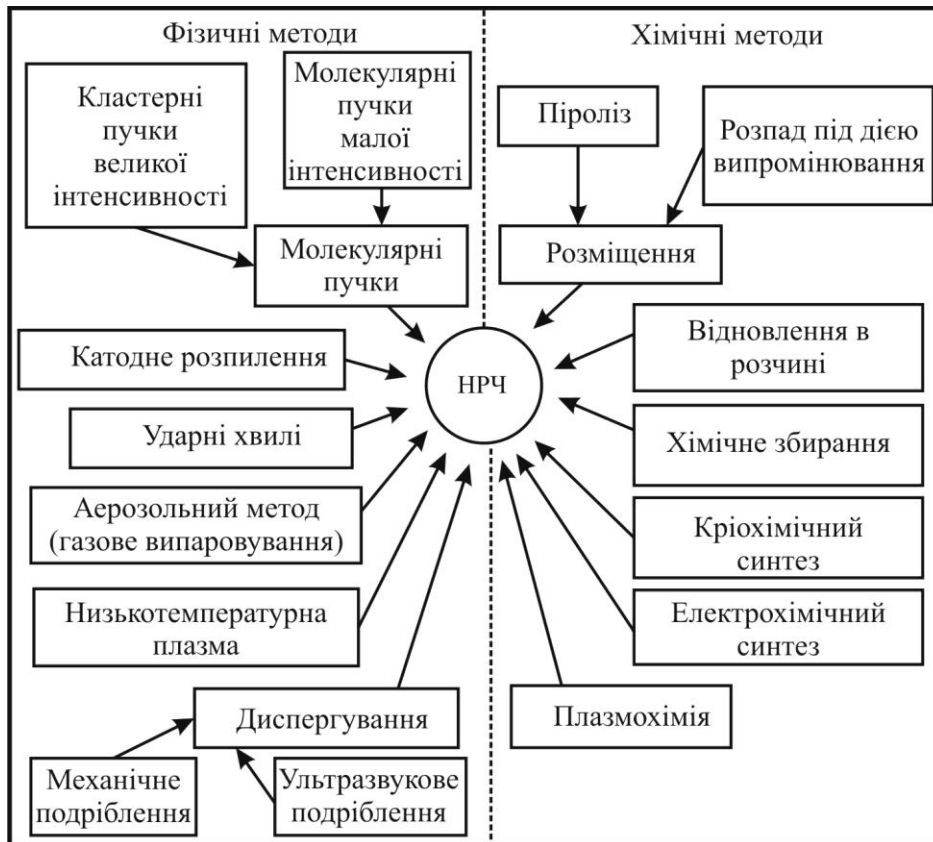 Фізичні методи
Хімічні методи
Кластерні
пучки
великої
інтенсивності
Молекулярні
пучки
малої
інтенсивності
Піроліз
Розпад під дією
випромінювання
Молекулярні
пучки
Розміщення
Катодне розпилення
НРЧ
Відновлення в
розчині
Ударні хвилі
Хімічне збирання
Аерозольний метод
(газове випаровування)
Кріохімічний
синтез
Низькотемпературна
плазма
Електрохімічний
синтез
Диспергування
Плазмохімія
Механічне
подріблення
Ультразвукове
подріблення